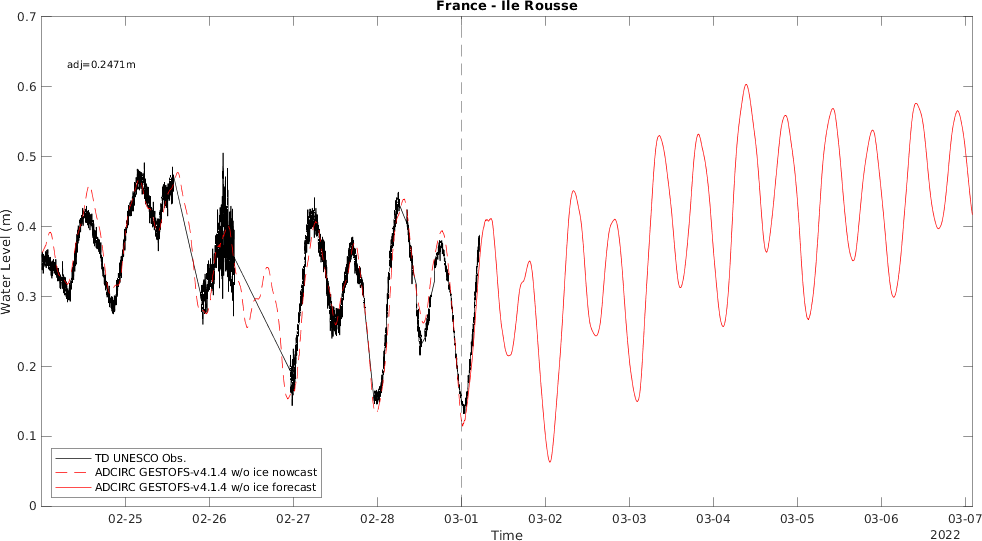 France - Ile Rousse
0.7
0.6
0.5
0.4
0.3
0.2
0.1
0
Water Level (m)
adj=0.2471m
TD UNESCO Obs.
ADCIRC GESTOFS-v4.1.4 w/o ice nowcast
ADCIRC GESTOFS-v4.1.4 w/o ice forecast
02-25 02-26 02-27 02-28 03-01 03-02 03-03 03-04 03-05 03-06 03-07
Time
2022